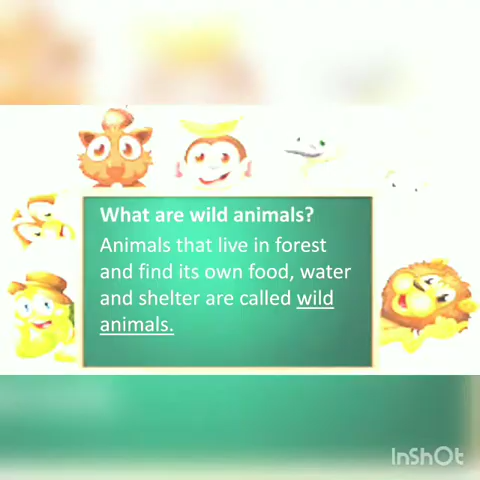 What are wild animals?
Animals that live in forest
and find its own food, water
and shelter are called wild
animals.
InShOt